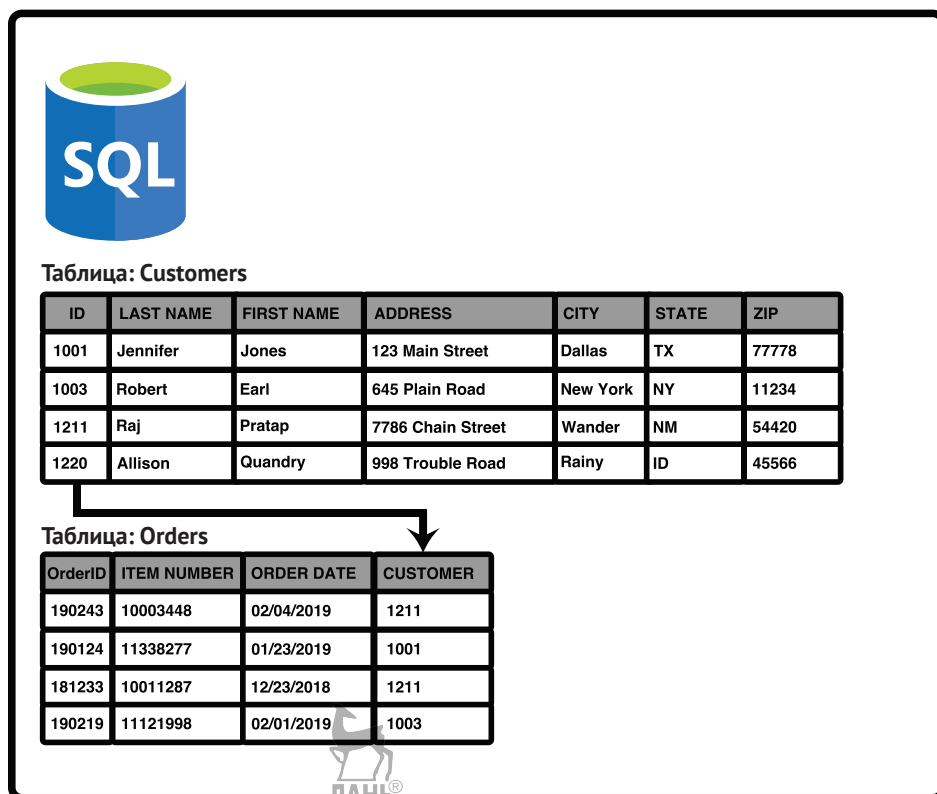 SQL
Таблица: Customers
ID LAST NAME FIRST NAME ADDRESS CITY STATE ZIP
1001 Jennifer Jones 123 Main Street Dallas TX 77778
1003 Robert Earl 645 Plain Road New York NY 11234
1211 Raj Pratap 7786 Chain Street Wander NM 54420
1220 Allison Quandry 998 Trouble Road Rainy ID 45566
Таблица: Orders
OrderID ITEM NUMBER ORDER DATE CUSTOMER
190243 10003448 02/04/2019 1211
190124 11338277 01/23/2019 1001
181233 10011287 12/23/2018 1211
190219 11121998 02/01/2019 1003
ЛАНЬ®